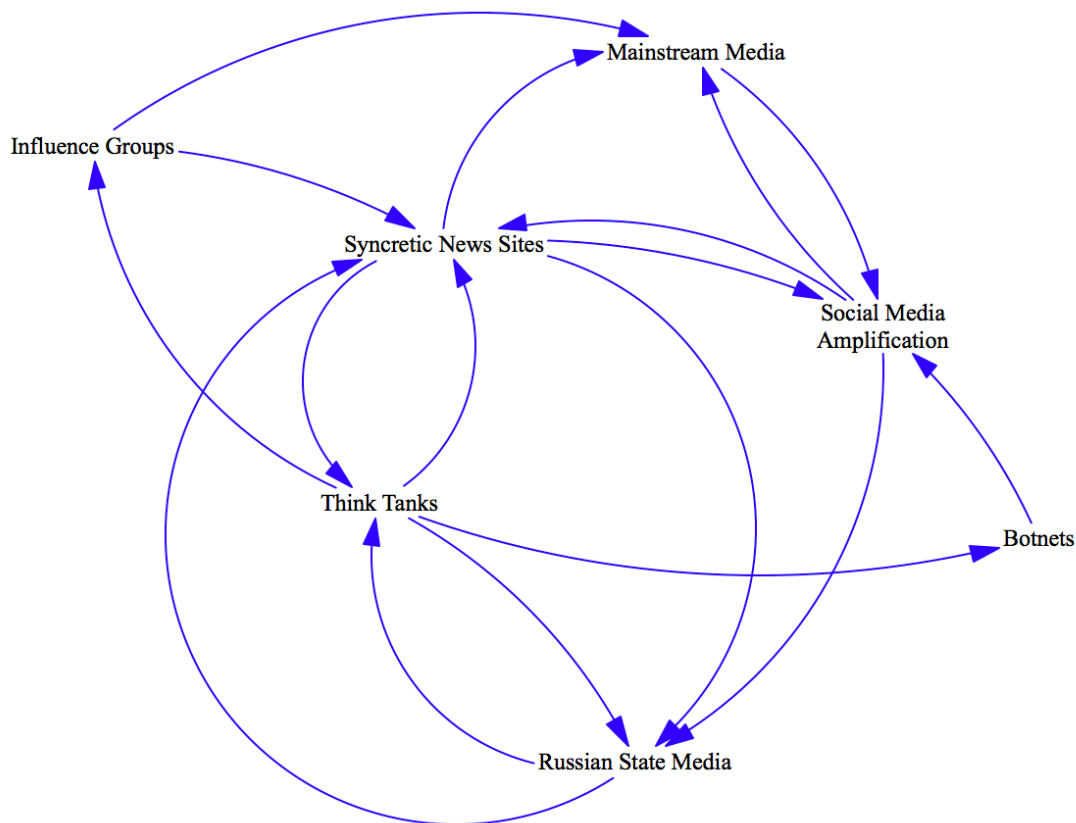 Mainstream Media
Influence Groups
Syncretic News Sites
Social Media
Amplification
Think Tanks
Botnets
Russian State Media